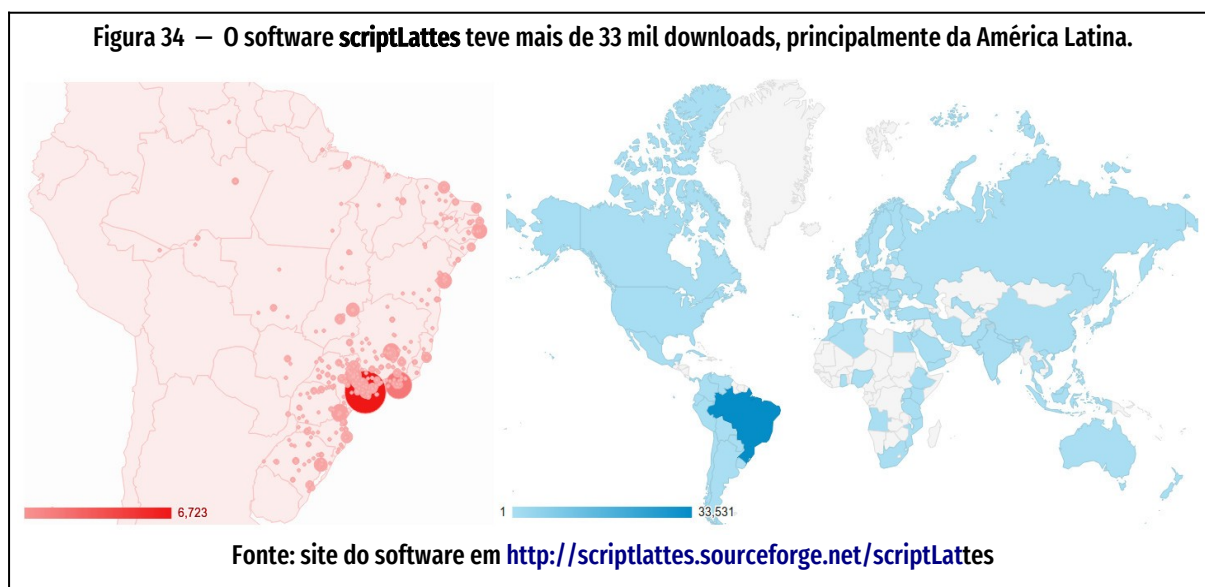 Figura 34 — O software scriptLattes teve mais de 33 mil downloads, principalmente da América Latina.
6,723
1
33,531
Fonte: site do software em http://scriptlattes.sourceforge.net/scriptLattes